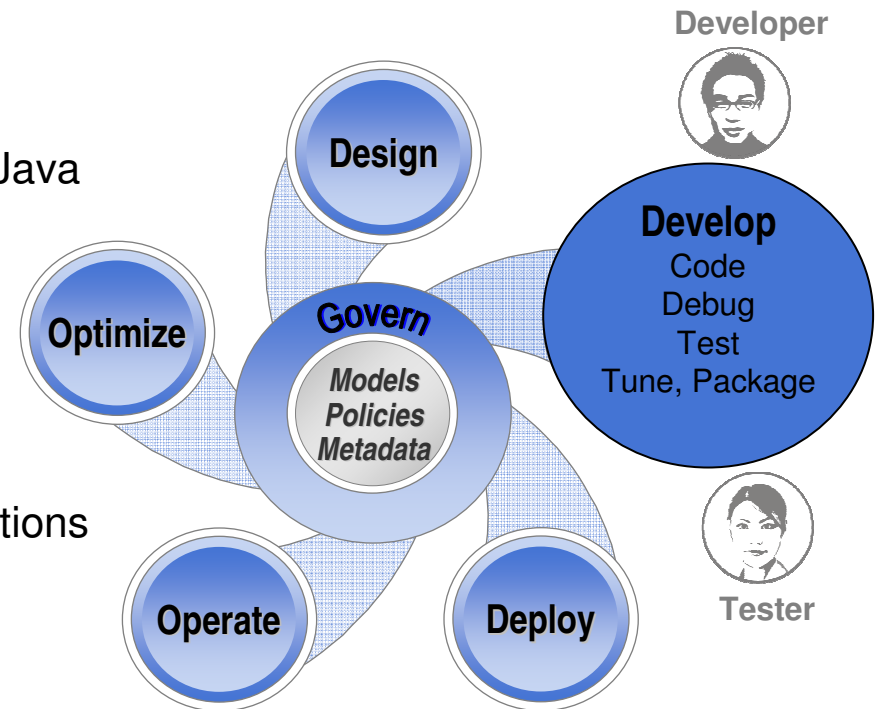 Developer
Java
Design
Develop
Code
Debug
Test
Tune, Package
Optimize
Govern
Models
Policies
Metadata
tions
Operate
Deploy
Tester